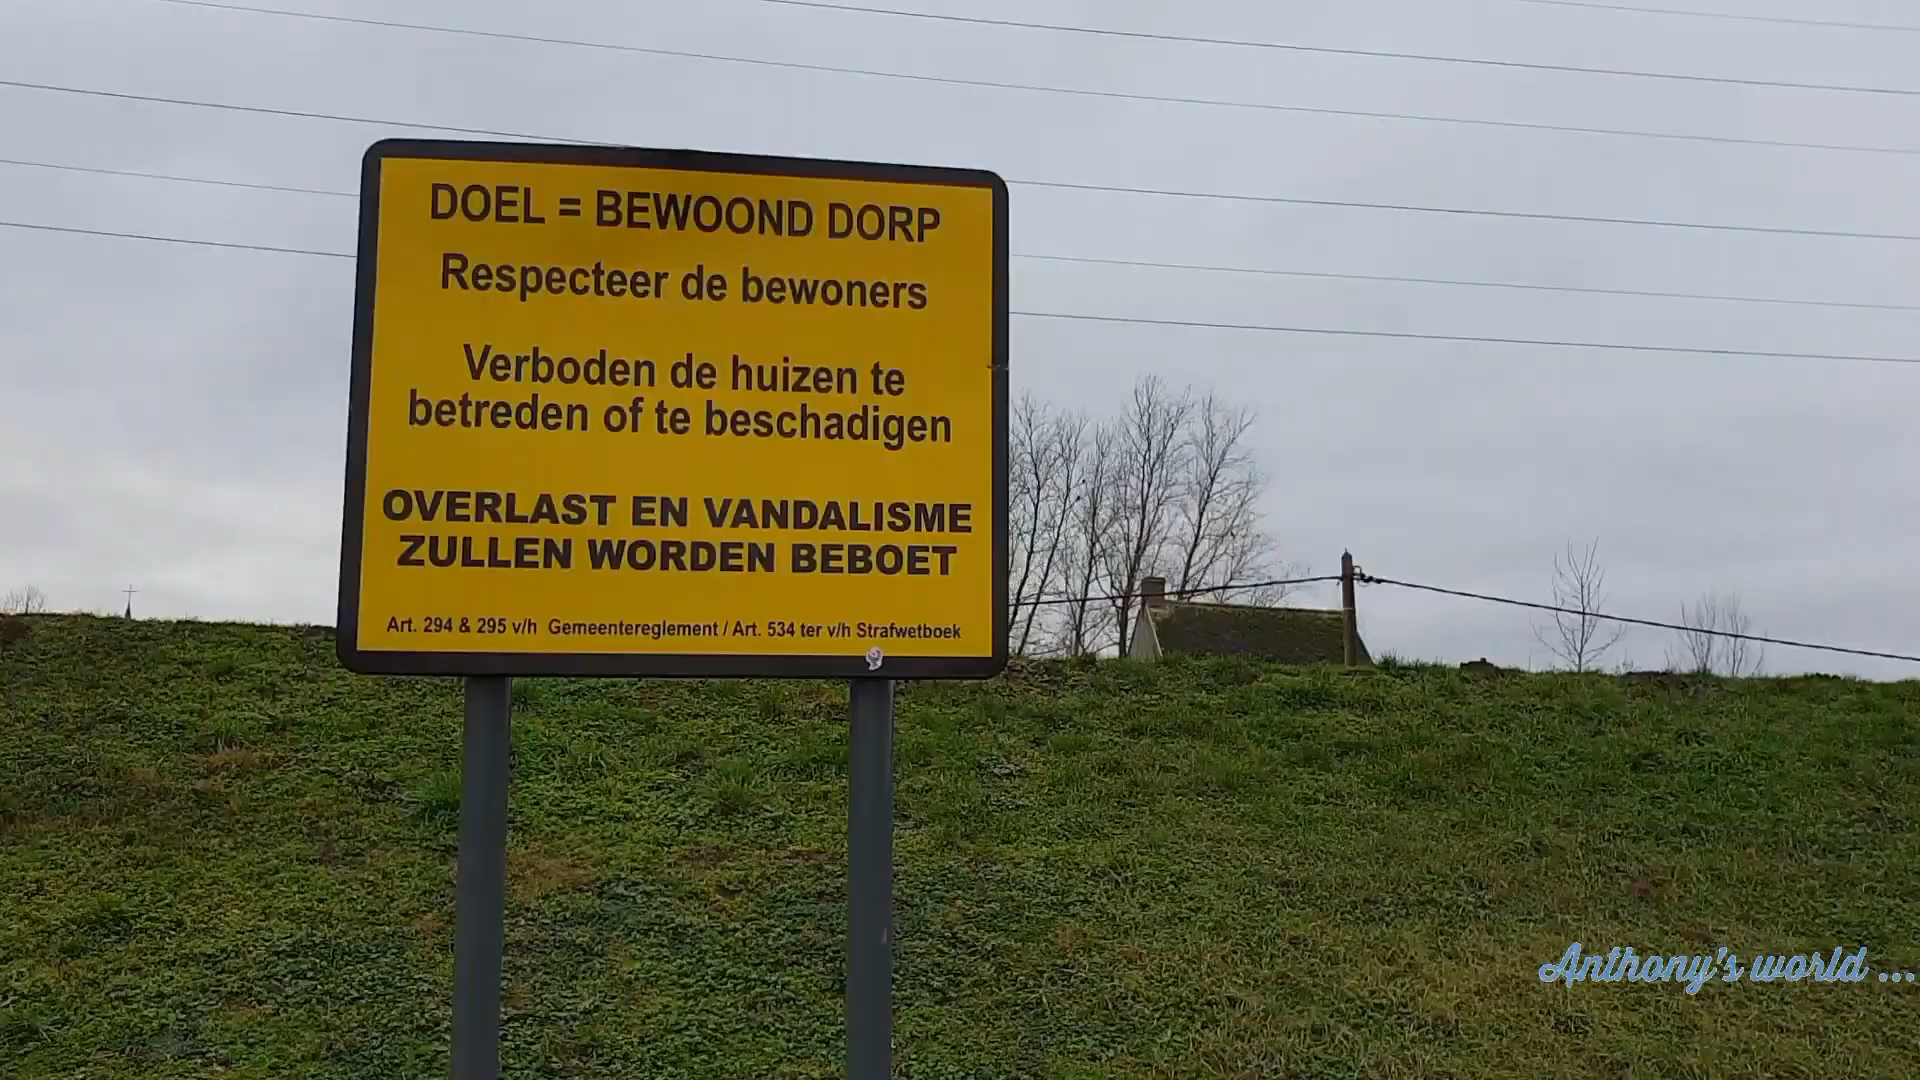 DOEL = BEWOOND DORP
Respecteer de bewoners
Verboden de huizen te
betreden of te beschadigen
OVERLAST EN VANDALISME
ZULLEN WORDEN BEBOET
Art. 294 & 295 v/h Gemeentereglement / Art. 534 ter v/h Strafwetboek
Anthony's world ...